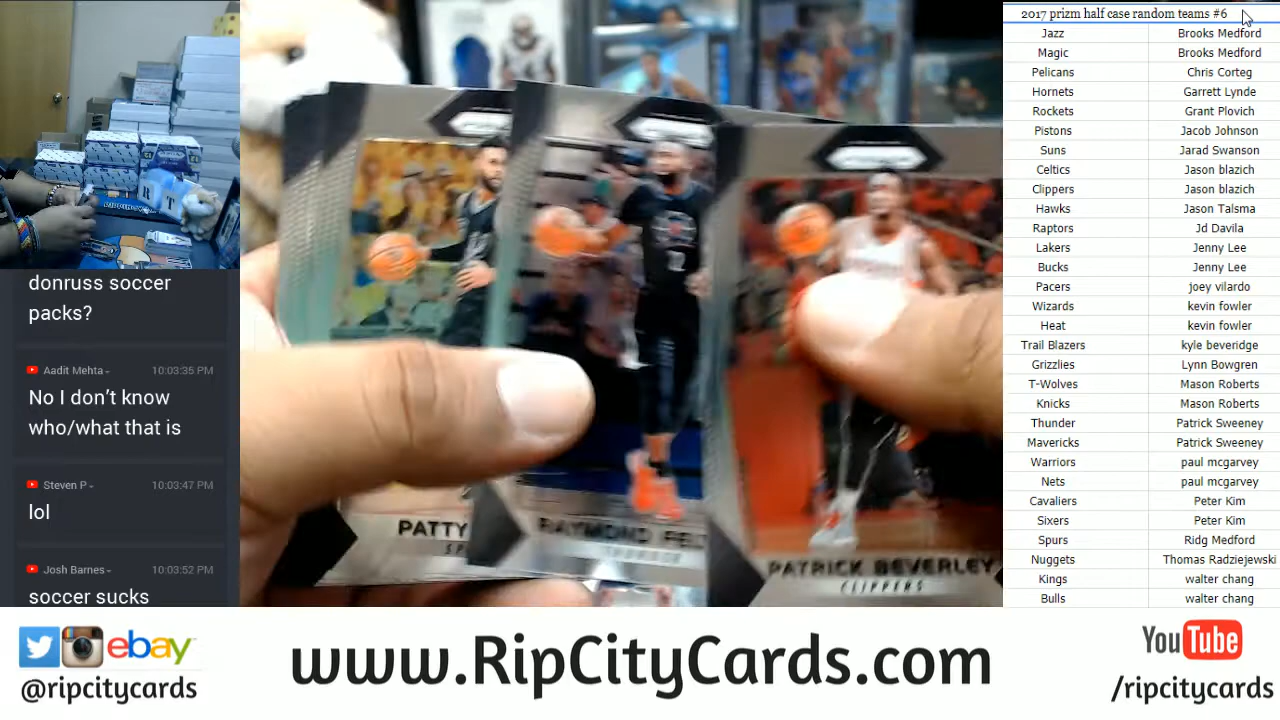 2017 prizm half case random teams #6
Jazz Brooks Medford
Magic Brooks Medford
Pelicans Chris Corteg
Hornets Garrett Lynde
Rockets Grant Plovich
Pistons Jacob Johnson
Suns Jarad Swanson
Celtics Jason blazich
Clippers Jason blazich
Hawks Jason Talsma
Raptors Jd Davila
Lakers Jenny Lee
Bucks Jenny Lee
Pacers joey vilardo
Wizards kevin fowler
Heat kevin fowler
Trail Blazers kyle beveridge
Grizzlies Lynn Bowgren
T-Wolves Mason Roberts
Knicks Mason Roberts
Thunder Patrick Sweeney
Mavericks Patrick Sweeney
Warriors paul mcgarvey
Nets paul mcgarvey
Cavaliers Peter Kim
Sixers Peter Kim
Spurs Ridg Medford
Nuggets Thomas Radziejewski
Kings walter chang
Bulls walter chang
donruss soccer
packs?
Aadit Mehta 10:03:35 PM
No I don't know
who/what that is
Steven P 10:03:47 PM
lol
Josh Barnes 10:03:52 PM
soccer sucks
PATTY
SP
RAYMOND FELT
THUNDER
PATRICK BEVERLEY
CLIPPERS
ebay
@ripcitycards
www.RipCityCards.com
YouTube
/ripcitycards